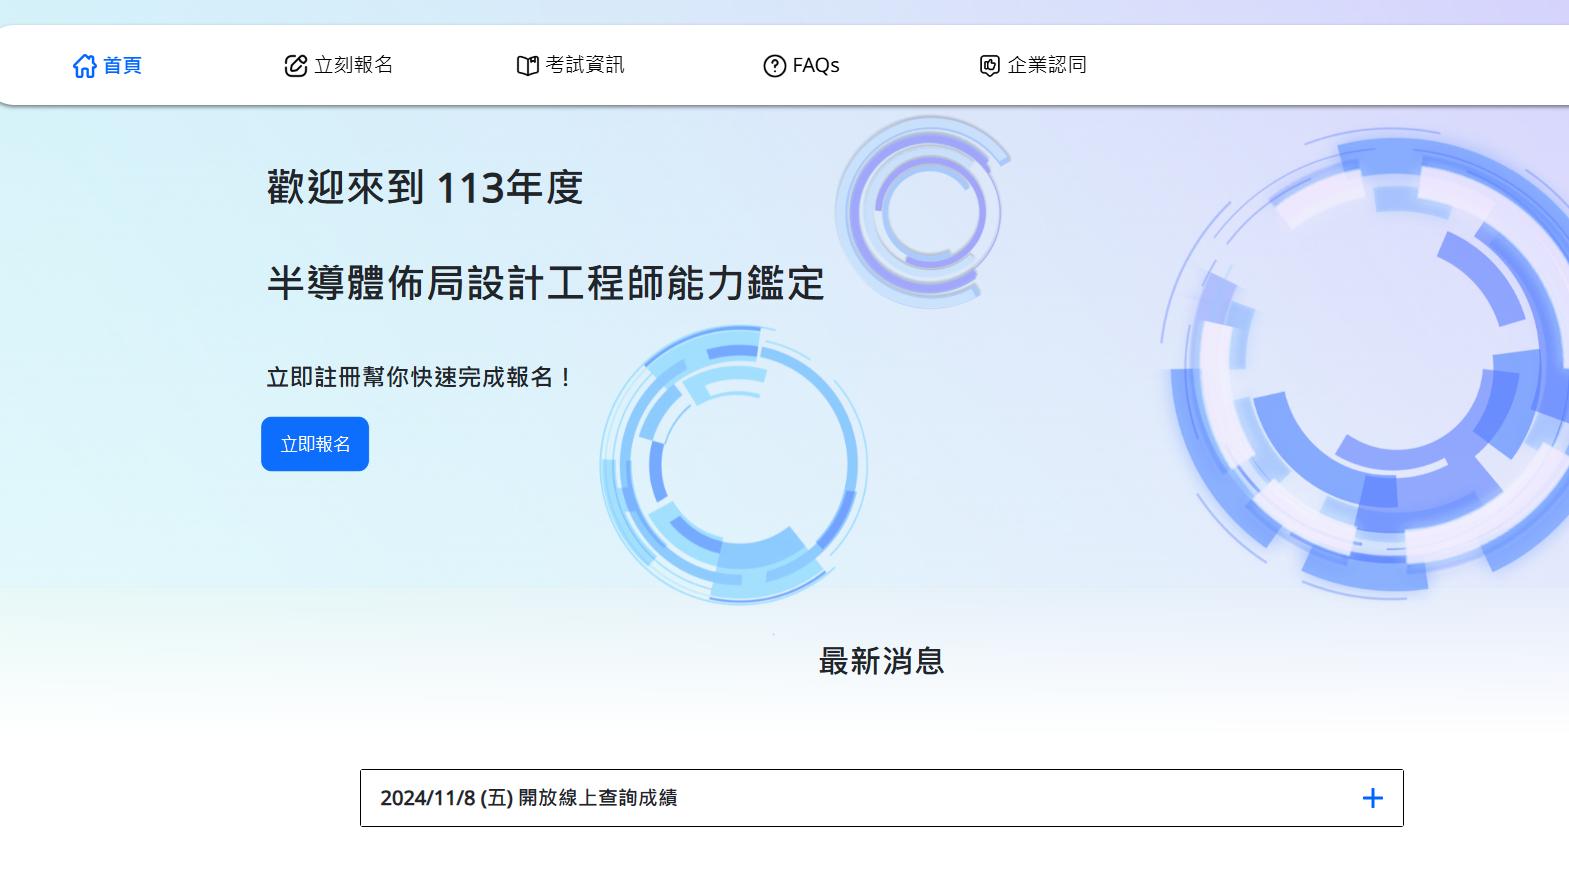 首頁
立刻報名
考試資訊
FAQs
企業認同
歡迎來到 113年度
半導體佈局設計工程師能力鑑定
立即註冊幫你快速完成報名！
立即報名
最新消息
2024/11/8 (五) 開放線上查詢成績